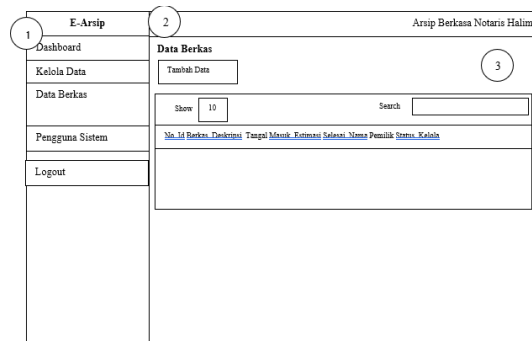 E-Arsip
2
Arsip Berkasa Notaris Halim
1
Dashboard
Data Berkas
Kelola Data
Tambah Data
3
Data Berkas
Show 10
Search
Pengguna Sistem
No. Id Berkas. Deskripsi Tangal Masuk. Estimasi Selesai. Nama Pemilik Status. Kelola
Logout